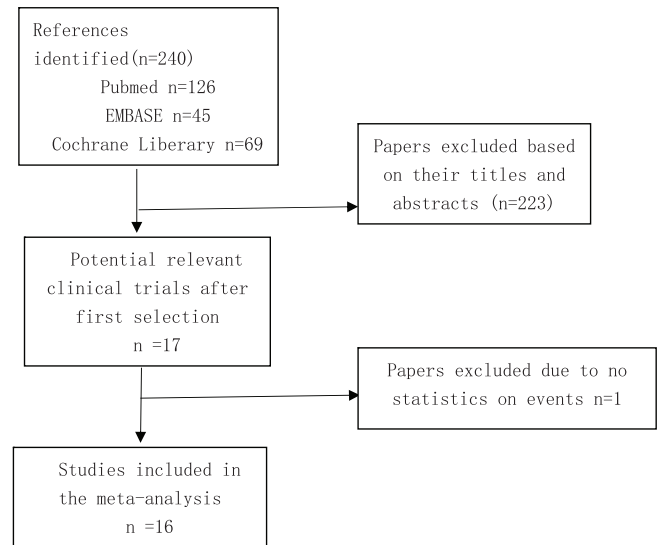 References
identified(n=240)
Pubmed n=126
EMBASE n=45
Cochrane Liberary n=69
Papers excluded based
on their titles and
abstracts (n=223)
Potential relevant
clinical trials after
first selection
n =17
Papers excluded due to no
statistics on events n=1
Studies included in
the meta-analysis
n =16